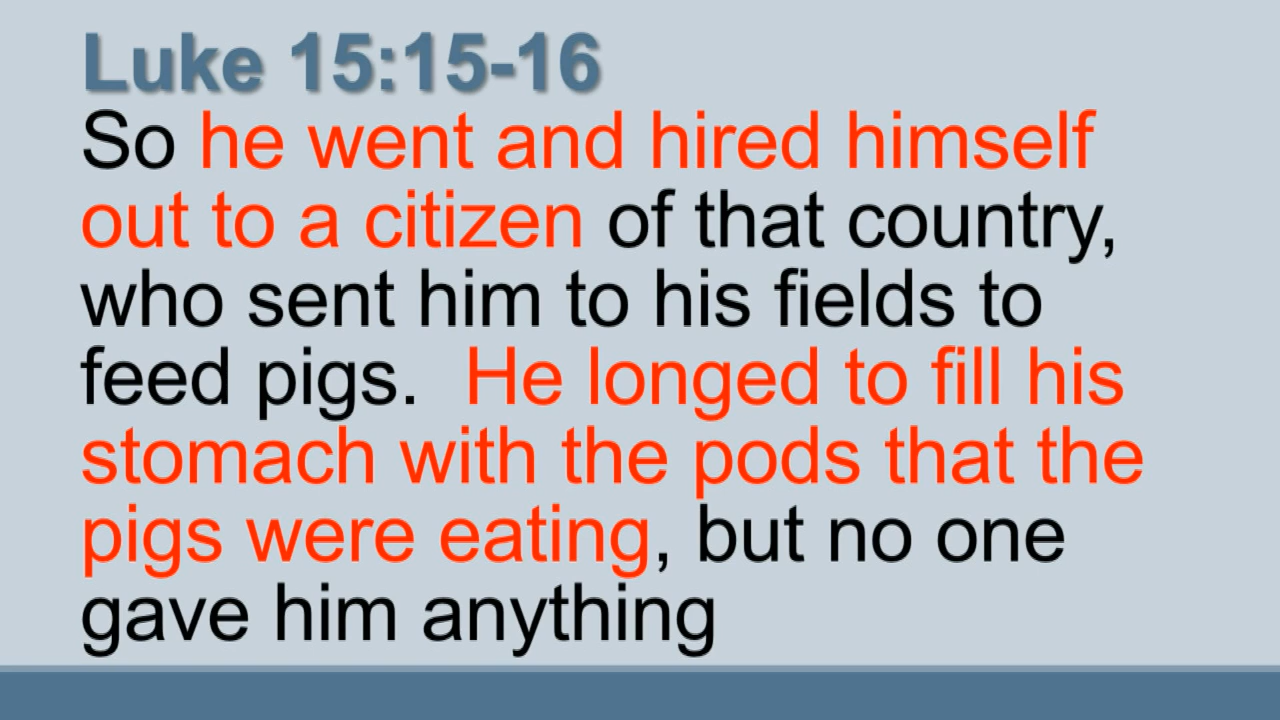 Luke 15:15-16
So he went and hired himself
out to a citizen of that country,
who sent him to his fields to
feed pigs.  He longed to fill his
stomach with the pods that the
pigs were eating, but no one
gave him anything